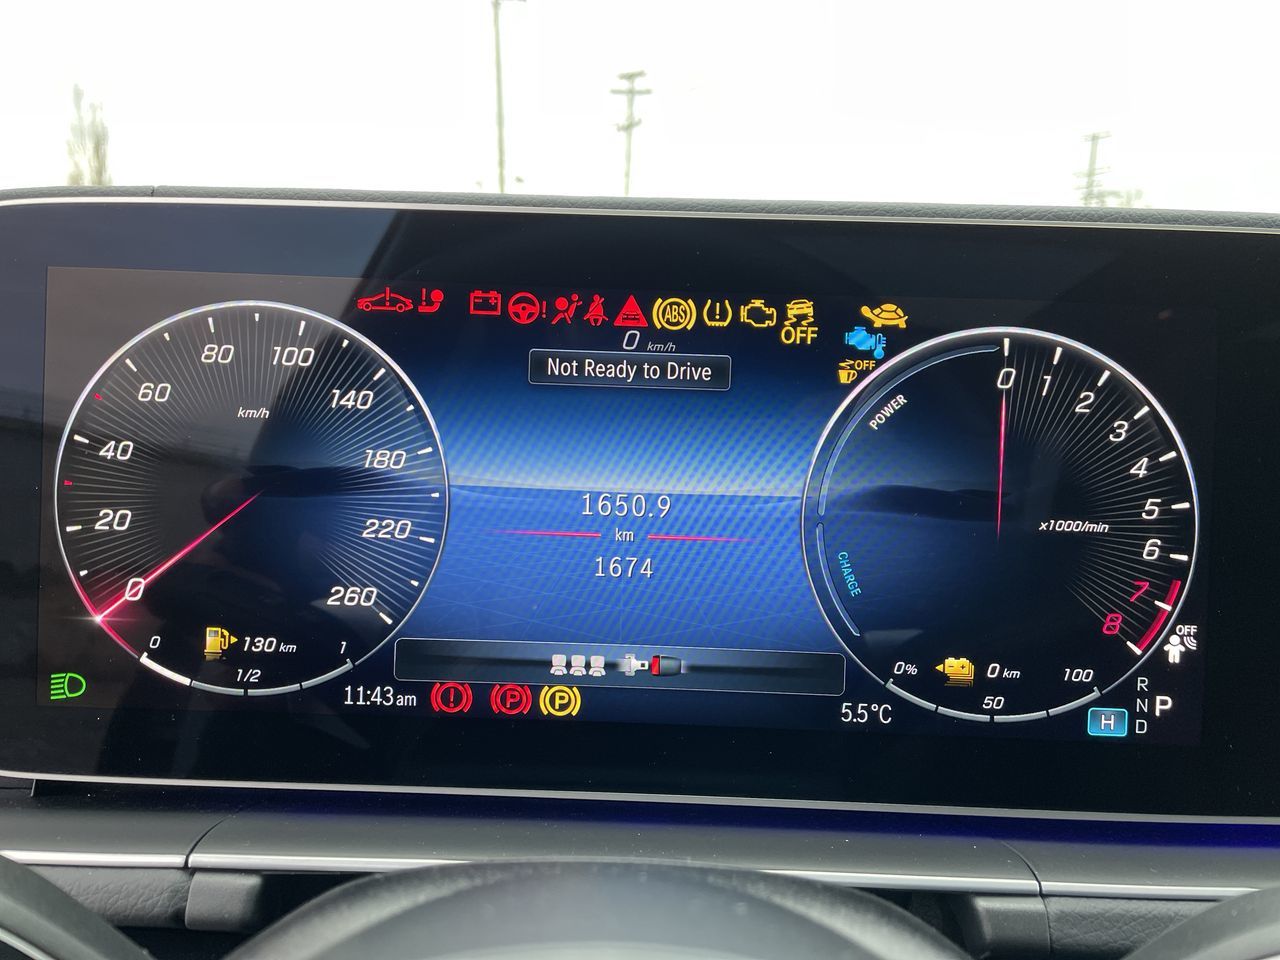 ABS
OFF
0 km/h
Not Ready to Drive
OFF
0
20
40
60
80
100
140
180
220
260
km/h
1650.9
km
1674
POWER
CHARGE
0
1
2
3
4
5
6
7
8
x1000/min
0
1/2
1
130 km
0%
50
100
0 km
OFF
11:43am
P
P
5.5°C
H
R
N
D
P